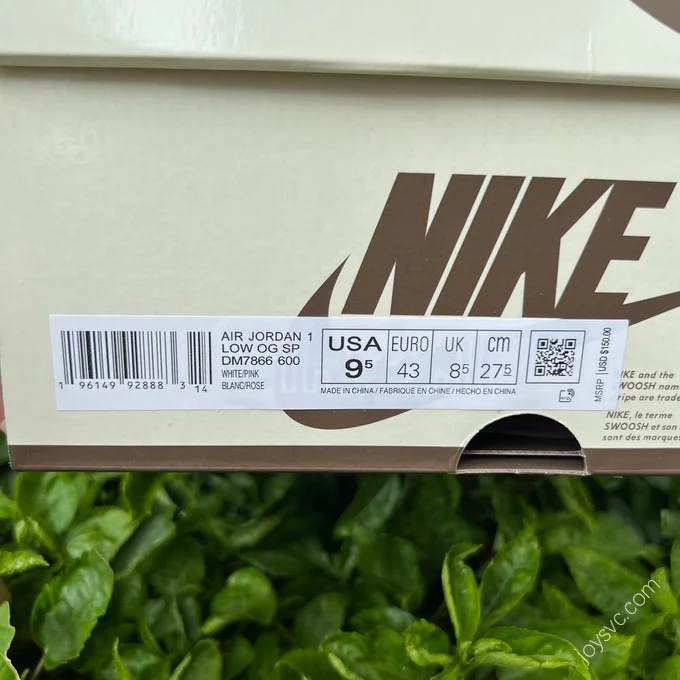 NIKE
AIR JORDAN 1
LOW OG SP
DM7866 600
WHITE/PINK
BLANC/ROSE
1 96149 92888 3 14
USA
9⁵
EURO
43
UK
8⁵
cm
27⁵
MADE IN CHINA / FABRIQUE EN CHINE / HECHO EN CHINA
MSRP | USD $150.00
NIKE and the
SWOOSH
are trade
NIKE, le terme
SWOOSH et son
sont des marques
joysvc.com